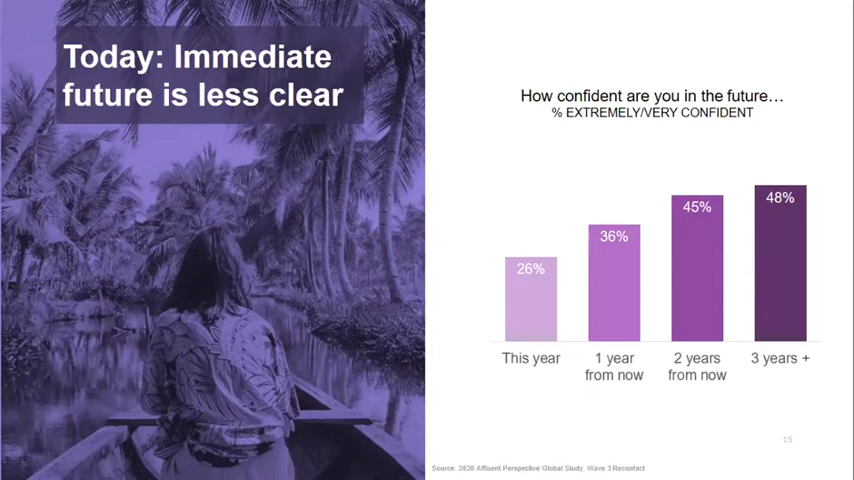 Today: Immediate
future is less clear
How confident are you in the future…
% EXTREMELY/VERY CONFIDENT
26%
36%
45%
48%
This year
1 year
from now
2 years
from now
3 years +
15
Source: 2020 Affluent Perspective Global Study, Wave 3 Recontact